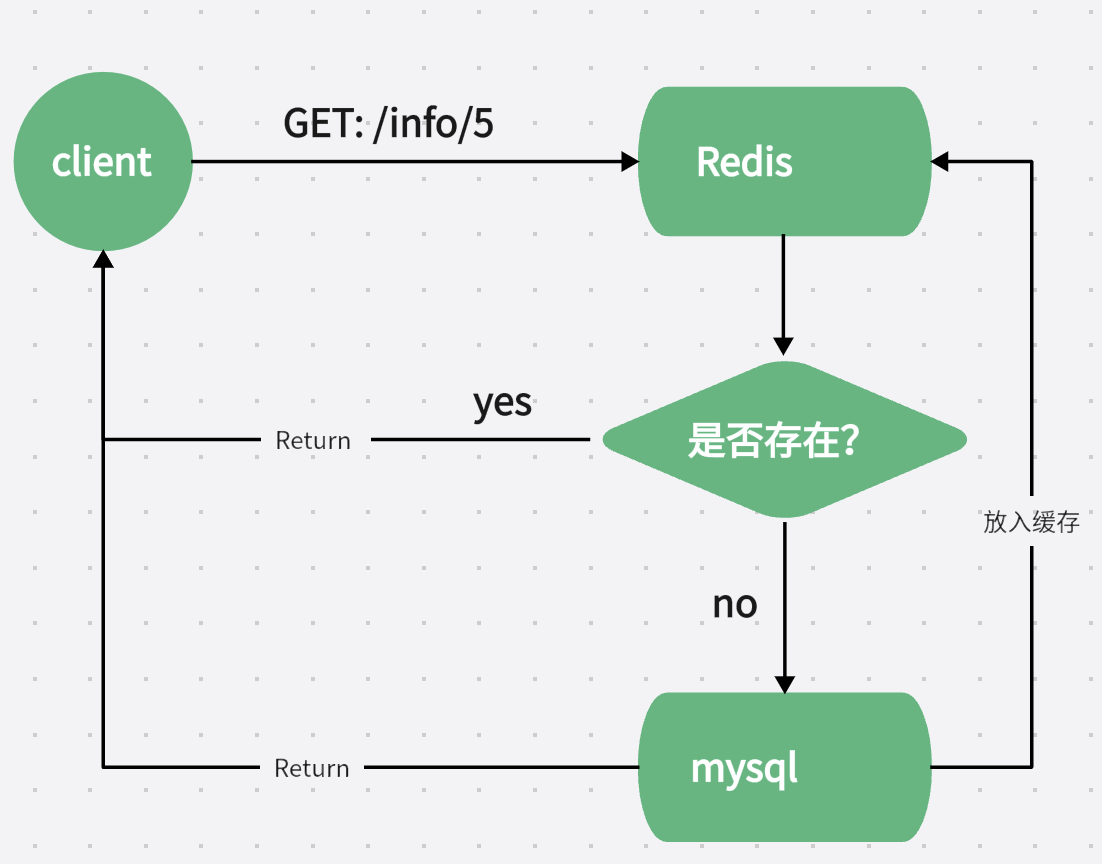 GET: /info/5
client
Redis
yes
Return
是否存在?
放入缓存
no
Return
mysql